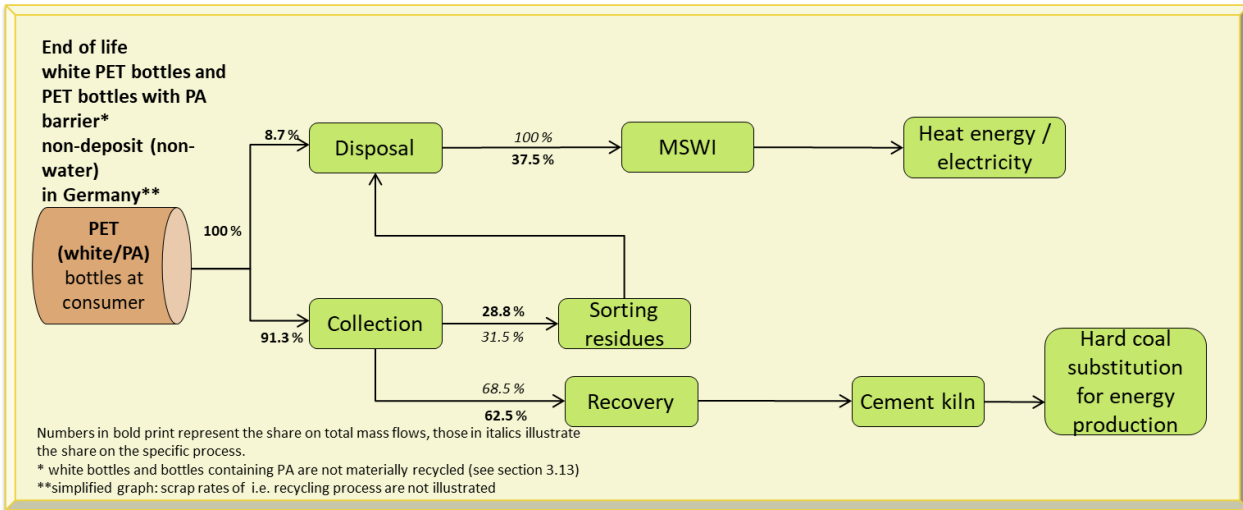 End of life
white PET bottles and
PET bottles with PA
barrier*
non-deposit (non-
water)
in Germany**
PET
(white/PA)
bottles at
consumer
100 %
8.7 %
Disposal
100 %
37.5 %
MSWI
Heat energy /
electricity
91.3 %
Collection
28.8 %
31.5 %
Sorting
residues
68.5 %
62.5 %
Recovery
Cement kiln
Hard coal
substitution
for energy
production
Numbers in bold print represent the share on total mass flows, those in italics illustrate
the share on the specific process.
* white bottles and bottles containing PA are not materially recycled (see section 3.13)
**simplified graph: scrap rates of i.e. recycling process are not illustrated